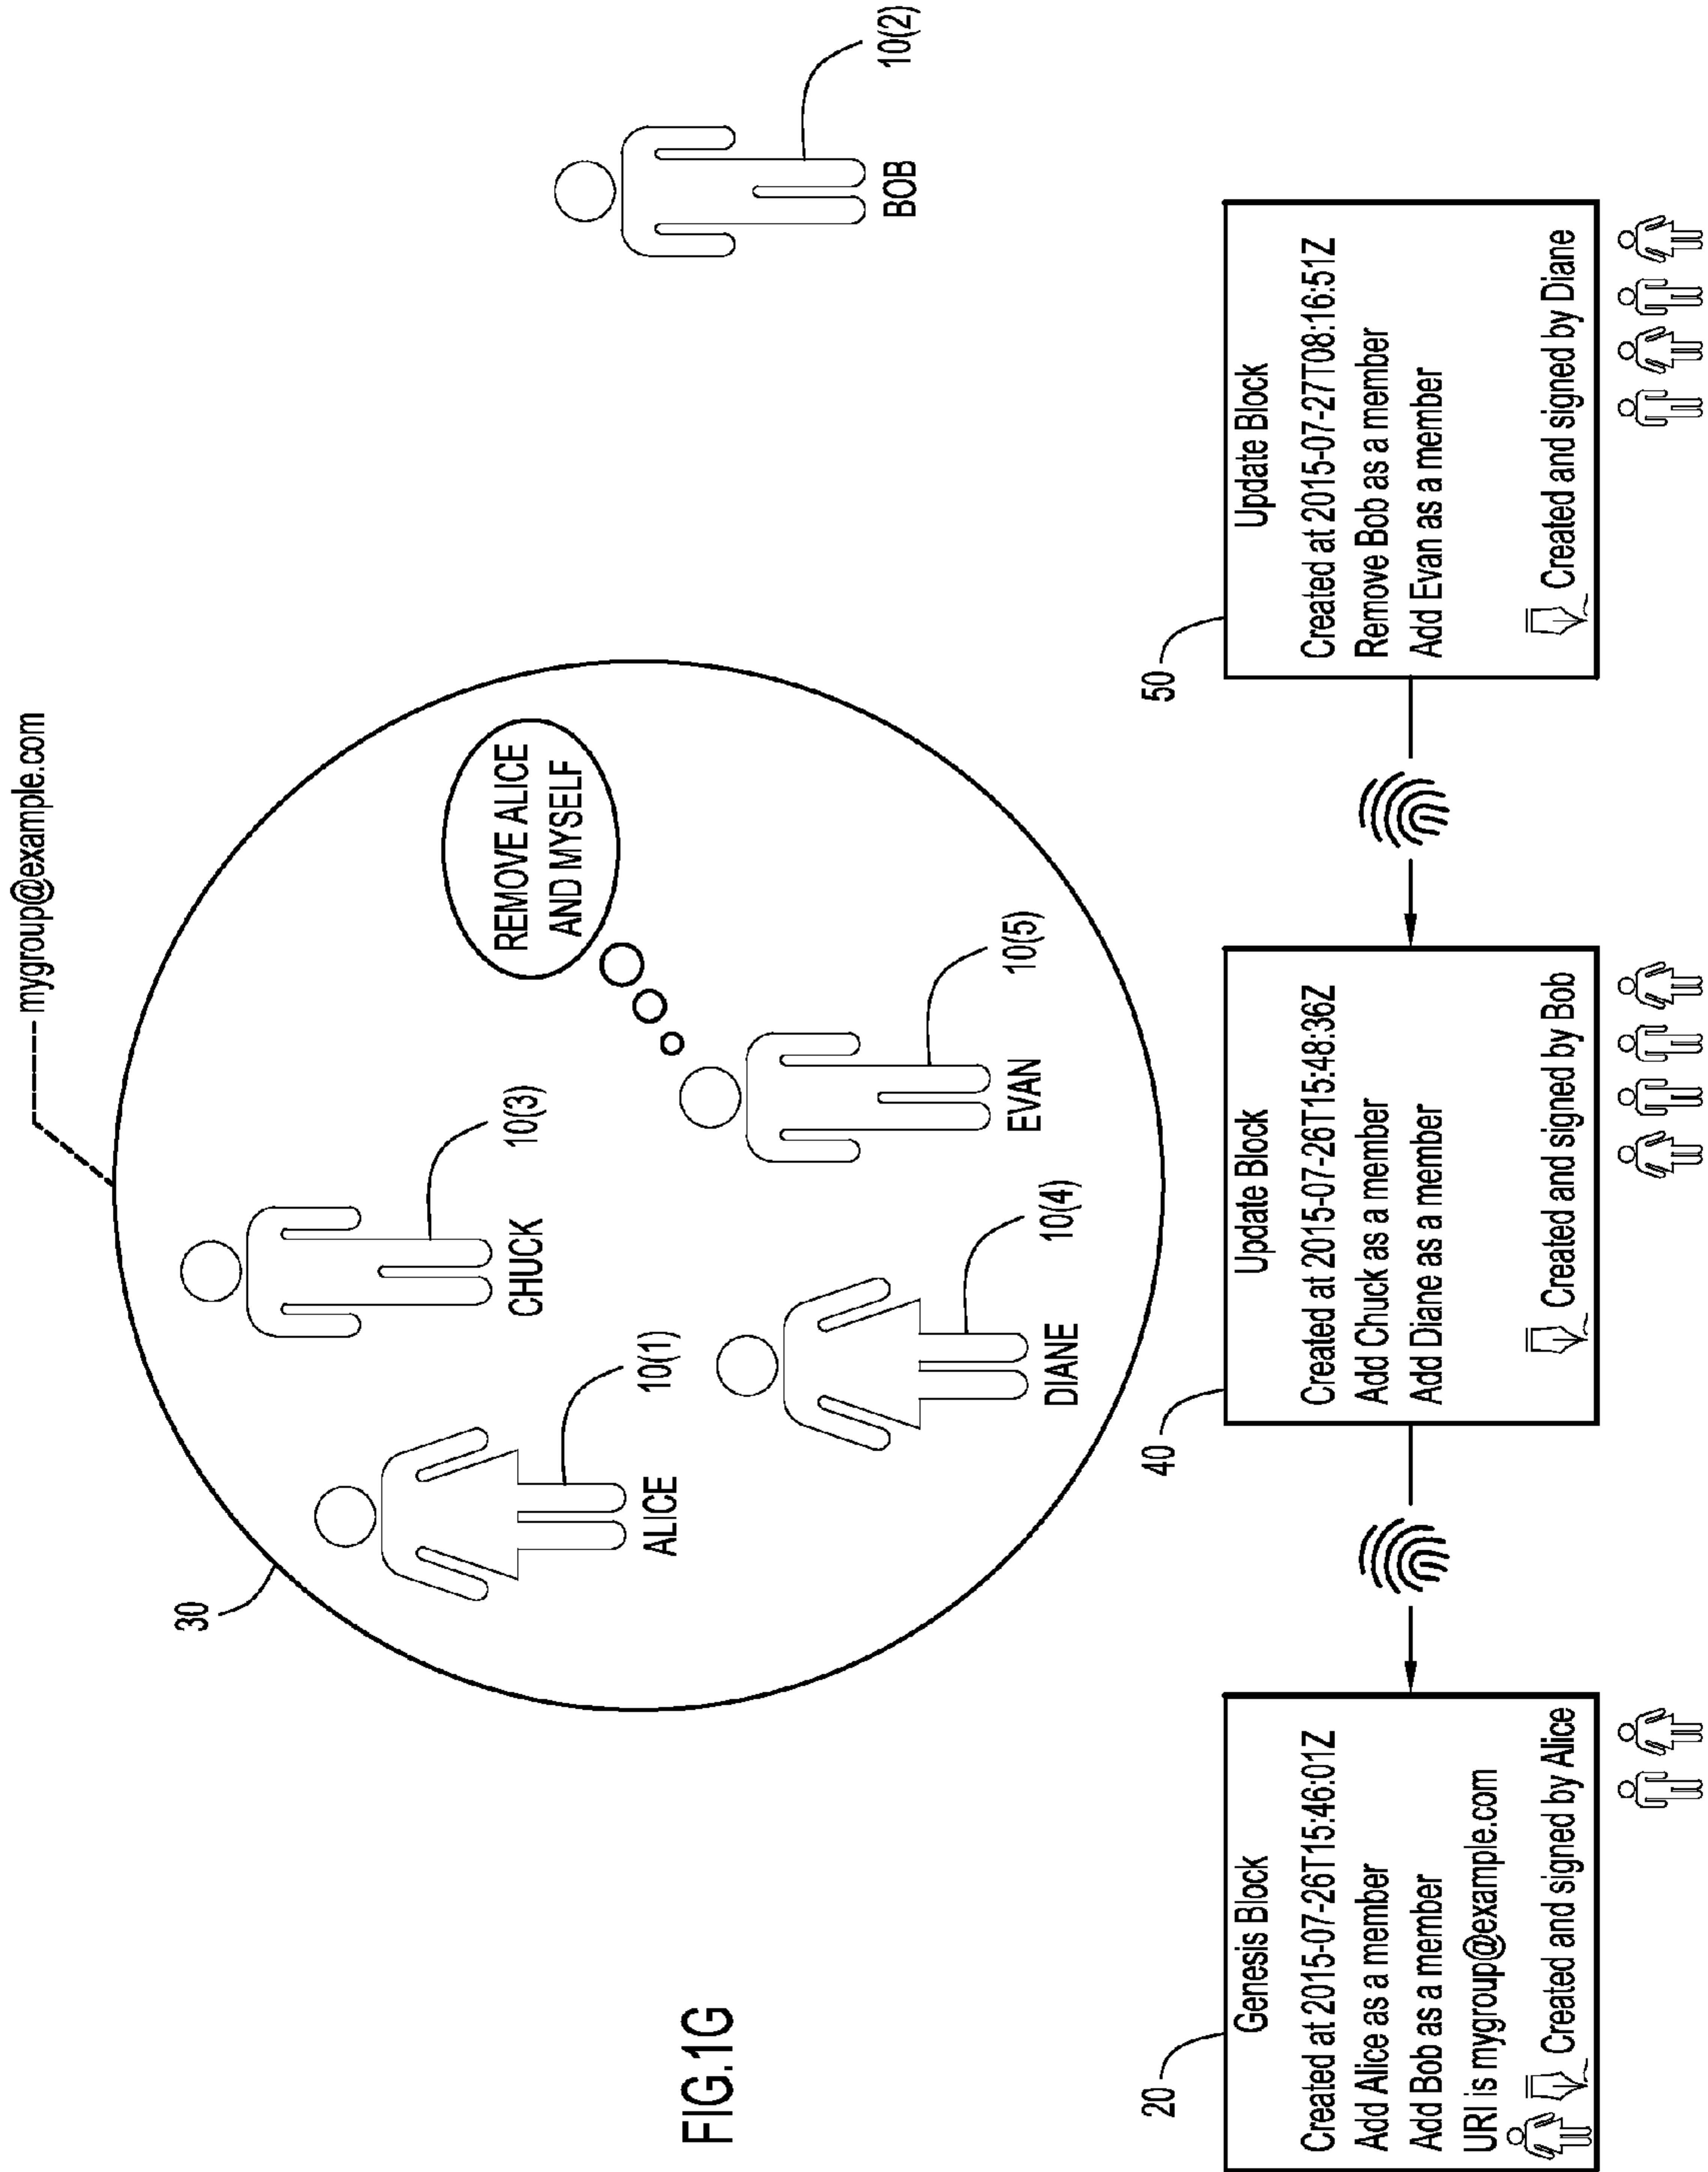 mygroup@example.com
30
CHUCK
10(3)
ALICE
10(1)
REMOVE ALICE
AND MYSELF
BOB
10(2)
DIANE
10(4)
EVAN
10(5)
FIG.1G
20
Genesis Block
Created at 2015-07-26T15:46:01Z
Add Alice as a member
Add Bob as a member
URI is mygroup@example.com
Created and signed by Alice
40
Update Block
Created at 2015-07-26T15:48:36Z
Add Chuck as a member
Add Diane as a member
Created and signed by Bob
50
Update Block
Created at 2015-07-27T08:16:51Z
Remove Bob as a member
Add Evan as a member
Created and signed by Diane